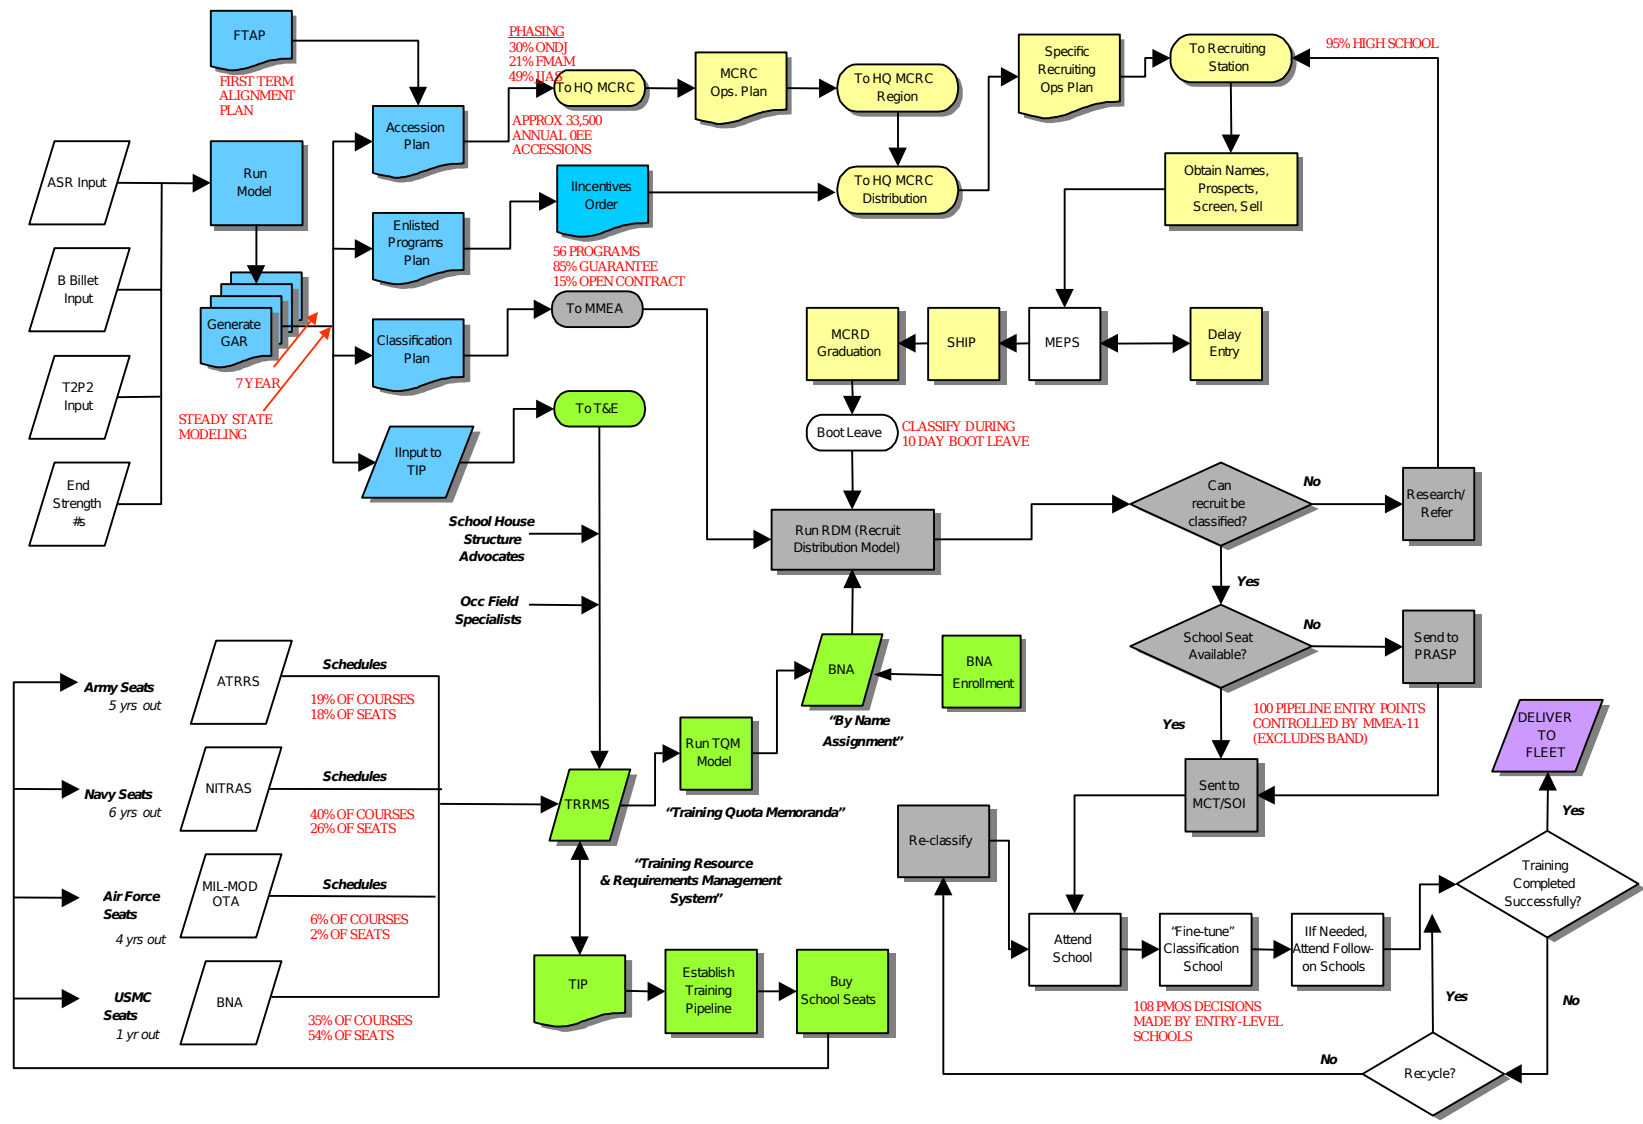 FTAP
FIRST TERM
ALIGNMENT
PLAN
PHASING
30% ONDJ
21% FMAM
49% JJAS
To HQ MCRC
APPROX 33,500
ANNUAL 0EE
ACCESSIONS
MCRC
Ops. Plan
To HQ MCRC
Region
Specific
Recruiting
Ops Plan
To Recruiting
Station
95% HIGH SCHOOL
Accession
Plan
ASR Input
Run
Model
IIncentives
Order
To HQ MCRC
Distribution
Obtain Names,
Prospects,
Screen, Sell
Enlisted
Programs
Plan
56 PROGRAMS
85% GUARANTEE
15% OPEN CONTRACT
B Billet
Input
Generate
GAR
To MMEA
Classification
Plan
MCRD
Graduation
SHIP
MEPS
Delay
Entry
7 YEAR
STEADY STATE
MODELING
T2P2
Input
To T&E
Boot Leave
CLASSIFY DURING
10 DAY BOOT LEAVE
IInput to
TIP
End
Strength
#s
Can
recruit be
classified?
No
Research/
Refer
School House
Structure
Advocates
Run RDM (Recruit
Distribution Model)
Yes
Occ Field
Specialists
School Seat
Available?
No
Send to
PRASP
BNA
BNA
Enrollment
“By Name
Assignment”
Yes
100 PIPELINE ENTRY POINTS
CONTROLLED BY MMEA-11
(EXCLUDES BAND)
DELIVER
TO
FLEET
Army Seats
5 yrs out
ATRRS
Schedules
19% OF COURSES
18% OF SEATS
Run TQM
Model
“Training Quota Memoranda”
Navy Seats
6 yrs out
NITRAS
Schedules
40% OF COURSES
26% OF SEATS
TRRMS
Sent to
MCT/SOI
Yes
Re-classify
“Training Resource
& Requirements Management
System”
Training
Completed
Successfully?
Air Force
Seats
4 yrs out
MIL-MOD
OTA
Schedules
6% OF COURSES
2% OF SEATS
Attend
School
“Fine-tune”
Classification
School
IIf Needed,
Attend Follow-
on Schools
TIP
Establish
Training
Pipeline
Buy
School Seats
USMC
Seats
1 yr out
BNA
35% OF COURSES
54% OF SEATS
108 PMOS DECISIONS
MADE BY ENTRY-LEVEL
SCHOOLS
Yes
No
No
Recycle?